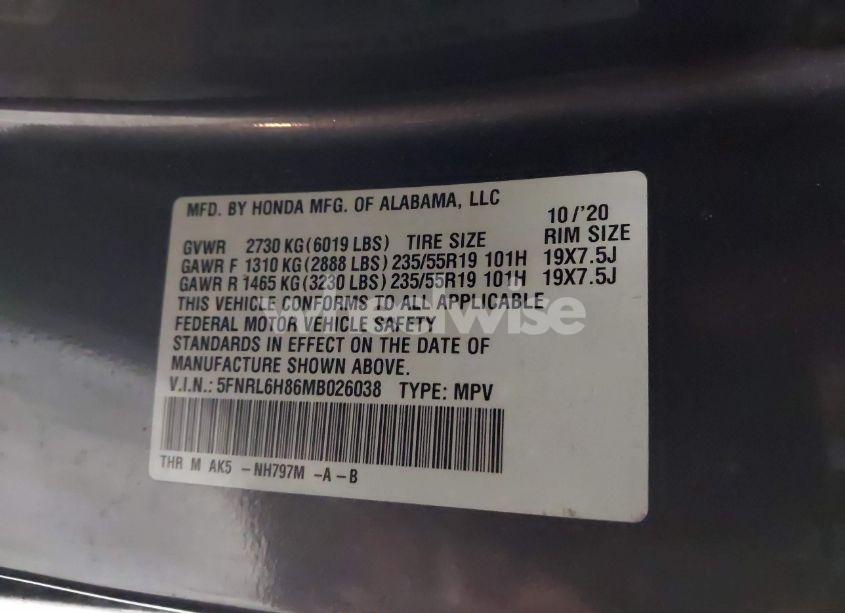 MFD. BY HONDA MFG. OF ALABAMA, LLC 10/'20
GVWR 2730 KG (6019 LBS) TIRE SIZE RIM SIZE
GAWR F 1310 KG (2888 LBS) 235/55R19 101H 19X7.5J
GAWR R 1465 KG (3230 LBS) 235/55R19 101H 19X7.5J
THIS VEHICLE CONFORMS TO ALL APPLICABLE
FEDERAL MOTOR VEHICLE SAFETY
STANDARDS IN EFFECT ON THE DATE OF
MANUFACTURE SHOWN ABOVE.
V.I.N.: 5FNRL6H86MB026038 TYPE: MPV
THR M AK5 -NH797M -A-B